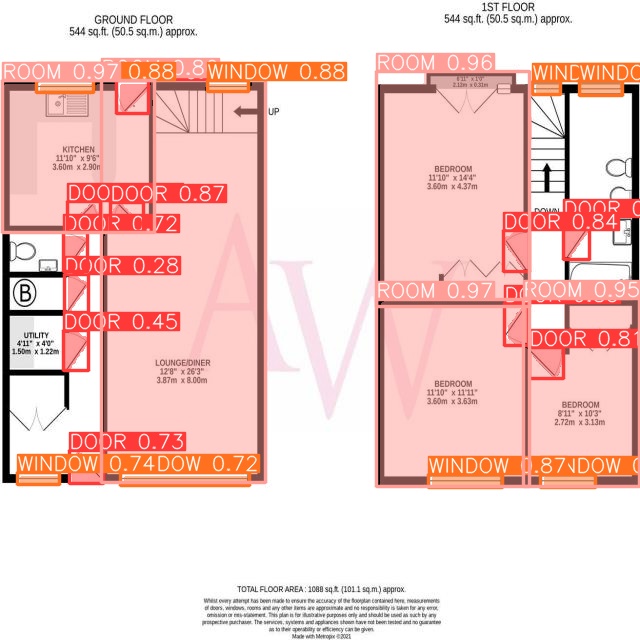 GROUND FLOOR
544 sq.ft. (50.5 sq.m.) approx.
1ST FLOOR
544 sq.ft. (50.5 sq.m.) approx.
ROOM 0.97
0.88
WINDOW 0.88
UP
KITCHEN
11'10" x 9'6"
3.60m x 2.90m
DOOR 0.87
0.72
DOOR 0.28
B
DOOR 0.45
UTILITY
4'11" x 4'0"
1.50m x 1.22m
LOUNGE/DINER
12'8" x 26'3"
3.87m x 8.00m
DOOR 0.73
WINDOW 0.74
DOW 0.72
AW
ROOM 0.96
BEDROOM
11'10" x 14'4"
3.60m x 4.37m
DOWN
DOOR 0.84
ROOM 0.97
ROOM 0.95
DOOR 0.81
BEDROOM
11'10" x 11'11"
3.60m x 3.63m
BEDROOM
8'11" x 10'3"
2.72m x 3.13m
WINDOW 0.87
TOTAL FLOOR AREA : 1088 sq.ft. (101.1 sq.m.) approx.
Whilst every attempt has been made to ensure the accuracy of the floorplan contained here, measurements
of doors, windows, rooms and any other items are approximate and no responsibility is taken for any error,
omission or mis-statement. This plan is for illustrative purposes only and should be used as such by any
prospective purchaser. The services, systems and appliances shown have not been tested and no guarantee
as to their operability or efficiency can be given.
Made with Metropix ©2021